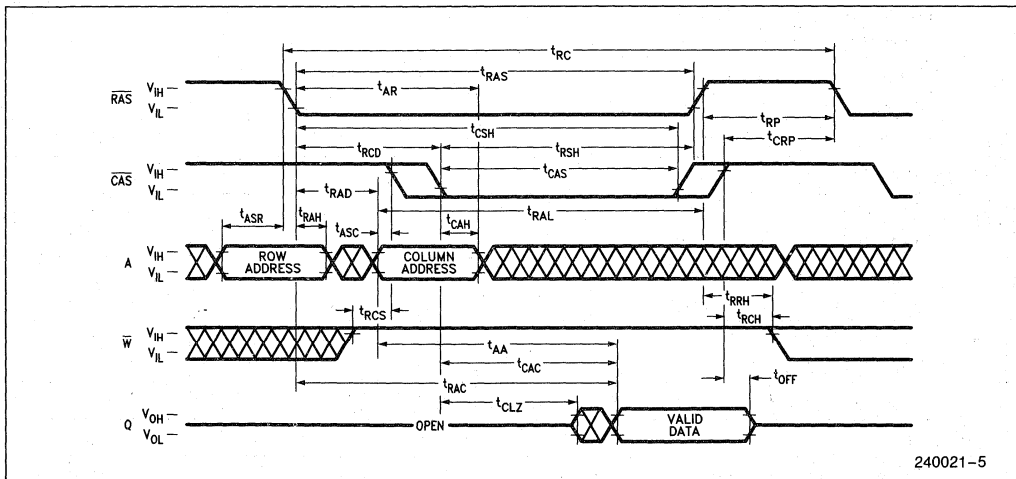 tRC
tRAS
tAR
RAS VIH
VIL
tRP
tCSH
tCRP
tRCD
tRSH
CAS VIH
VIL
tCAS
tRAD
tRAL
tASR
tRAH
tASC
tCAH
A VIH
VIL
ROW ADDRESS
COLUMN ADDRESS
tRRH
tRCS
tRCH
W VIH
VIL
tAA
tCAC
tOFF
tRAC
tCLZ
Q VOH
VOL
OPEN
VALID DATA
240021-5